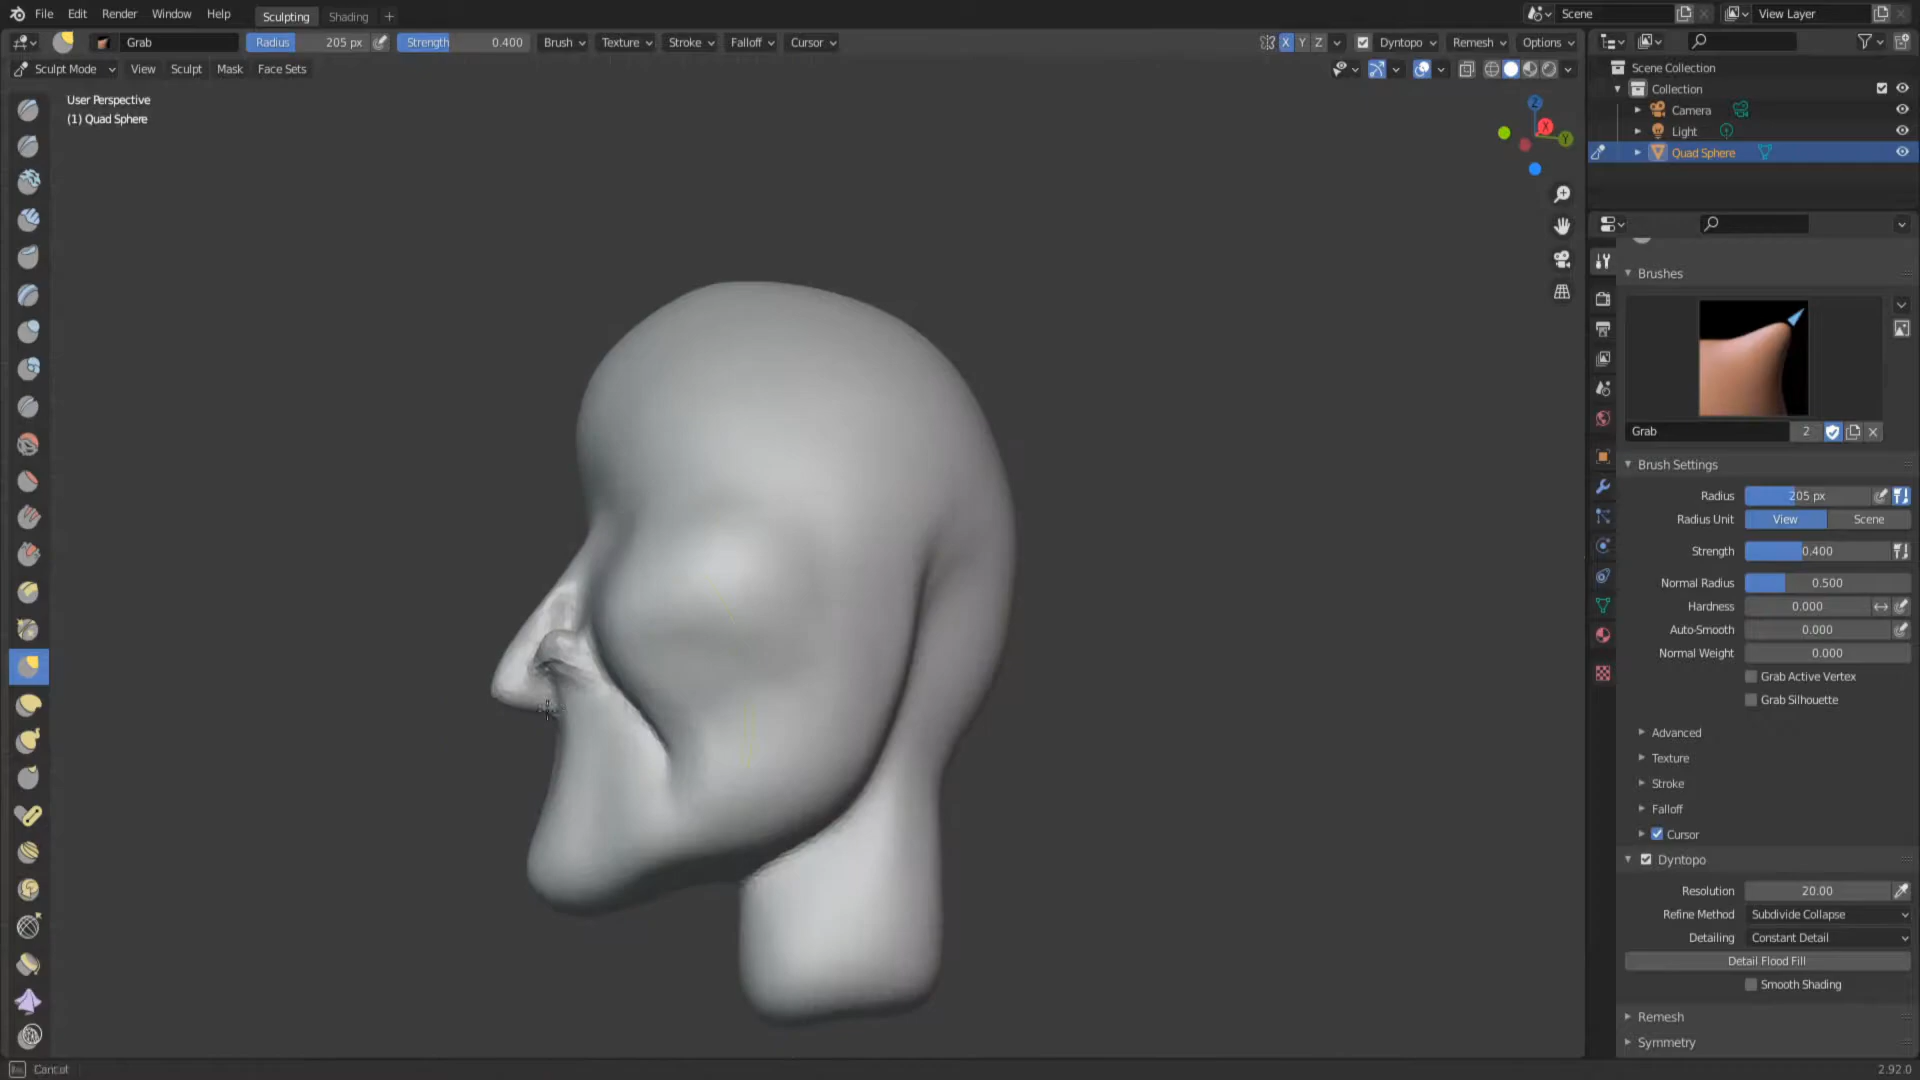 File Edit Render Window Help Sculpting Shading + Scene View Layer
Grab Radius 205 px Strength 0.400 Brush Texture Stroke Falloff Cursor X Y Z Dyntopo Remesh Options
Sculpt Mode View Sculpt Mask Face Sets
User Perspective
(1) Quad Sphere
Z
X
Y
Scene Collection
Collection
Camera
Light
Quad Sphere
Brushes
Grab 2
Brush Settings
Radius 205 px
Radius Unit View Scene
Strength 0.400
Normal Radius 0.500
Hardness 0.000
Auto-Smooth 0.000
Normal Weight 0.000
Grab Active Vertex
Grab Silhouette
Advanced
Texture
Stroke
Falloff
Cursor
Dyntopo
Resolution 20.00
Refine Method Subdivide Collapse
Detailing Constant Detail
Detail Flood Fill
Smooth Shading
Remesh
Symmetry
Cancel 2.92.0